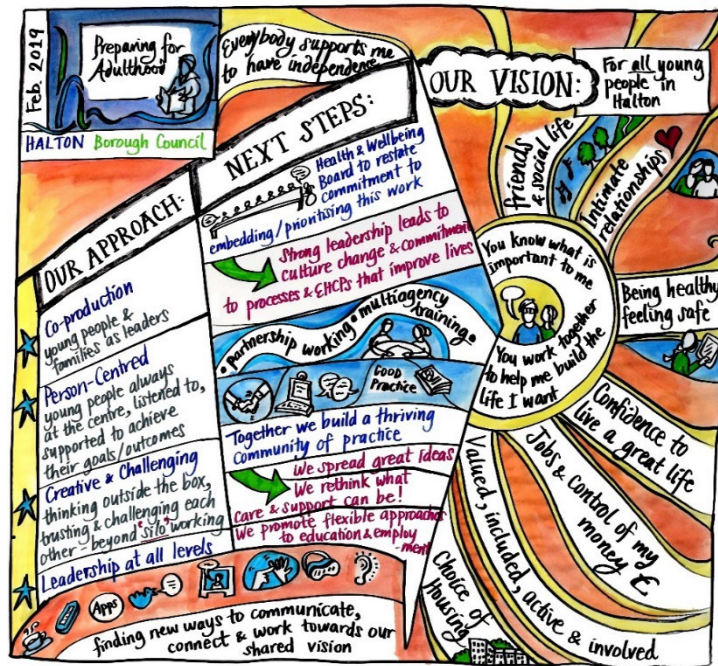 Feb. 2019
Preparing for
Adulthood
HALTON Borough Council
Everybody supports me
to have independence
OUR APPROACH:
Co-production
young people &
families as leaders
Person-Centred
young people always
at the centre, listened to,
supported to achieve
their goals/outcomes
Creative & Challenging
thinking outside the box,
trusting & challenging each
other - beyond 'silo' working
Leadership at all levels
NEXT STEPS:
Health & Wellbeing
Board to restate
commitment to
embedding/prioritising this work
Strong leadership leads to
culture change & commitment
to processes & EHCPs that improve lives
partnership working • multiagency
training •
GOOD
Practice
Together we build a thriving
Community of practice
We spread great ideas
We rethink what
care & support can be!
We promote flexible approaches
to education & employ
-ment
Apps
finding new ways to communicate,
connect & work towards our
shared vision
OUR VISION:
For all young
people in
Halton
friends
& social life
Intimate
relationships
You know what is
important to me
You work together
to help me build the
life I want
Being healthy
feeling safe
Confidence to
live a great life
Jobs & control of my
money £
Valued, included, active & involved
Choice of
Housing